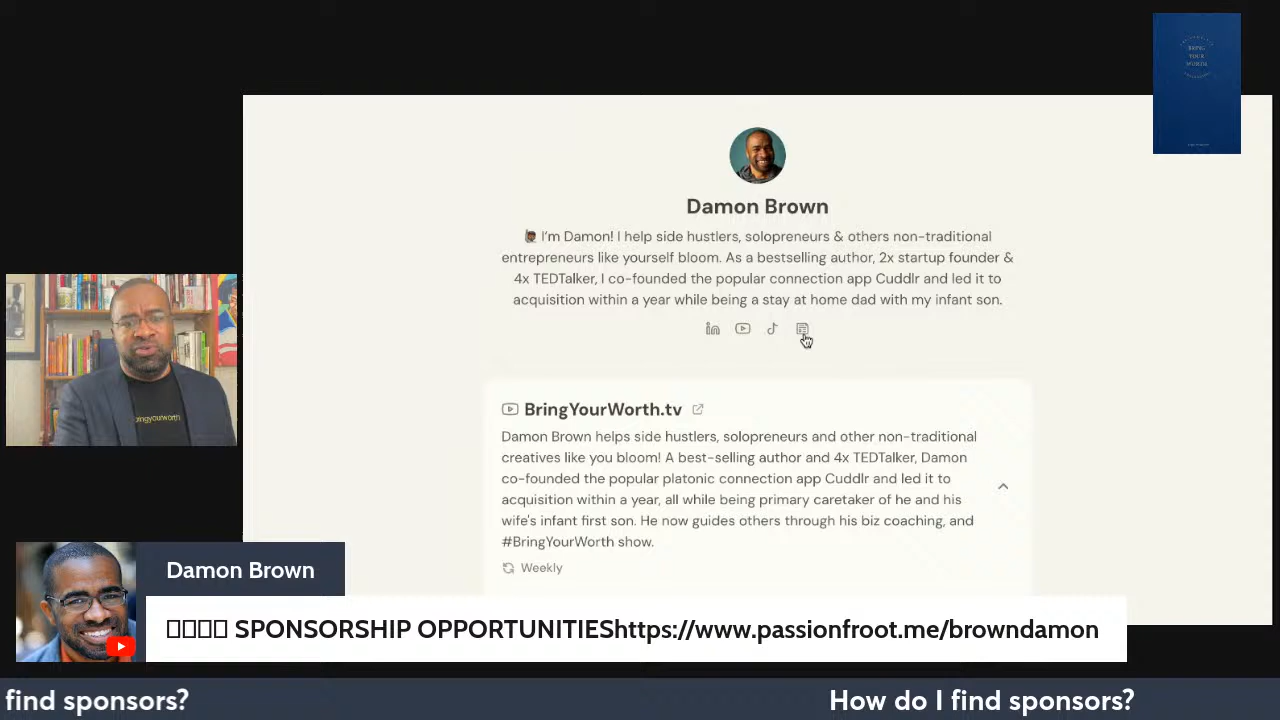 BRING
YOUR
WORTH
Damon Brown
I'm Damon! I help side hustlers, solopreneurs & others non-traditional
entrepreneurs like yourself bloom. As a bestselling author, 2x startup founder &
4x TEDTalker, I co-founded the popular connection app Cuddlr and led it to
acquisition within a year while being a stay at home dad with my infant son.
bringyourworth
BringYourWorth.tv
Damon Brown helps side hustlers, solopreneurs and other non-traditional
creatives like you bloom! A best-selling author and 4x TEDTalker, Damon
co-founded the popular platonic connection app Cuddlr and led it to
acquisition within a year, all while being primary caretaker of he and his
wife's infant first son. He now guides others through his biz coaching, and
#BringYourWorth show.
Weekly
Damon Brown
SPONSORSHIP OPPORTUNITIEShttps://www.passionfroot.me/browndamon
find sponsors?
How do I find sponsors?